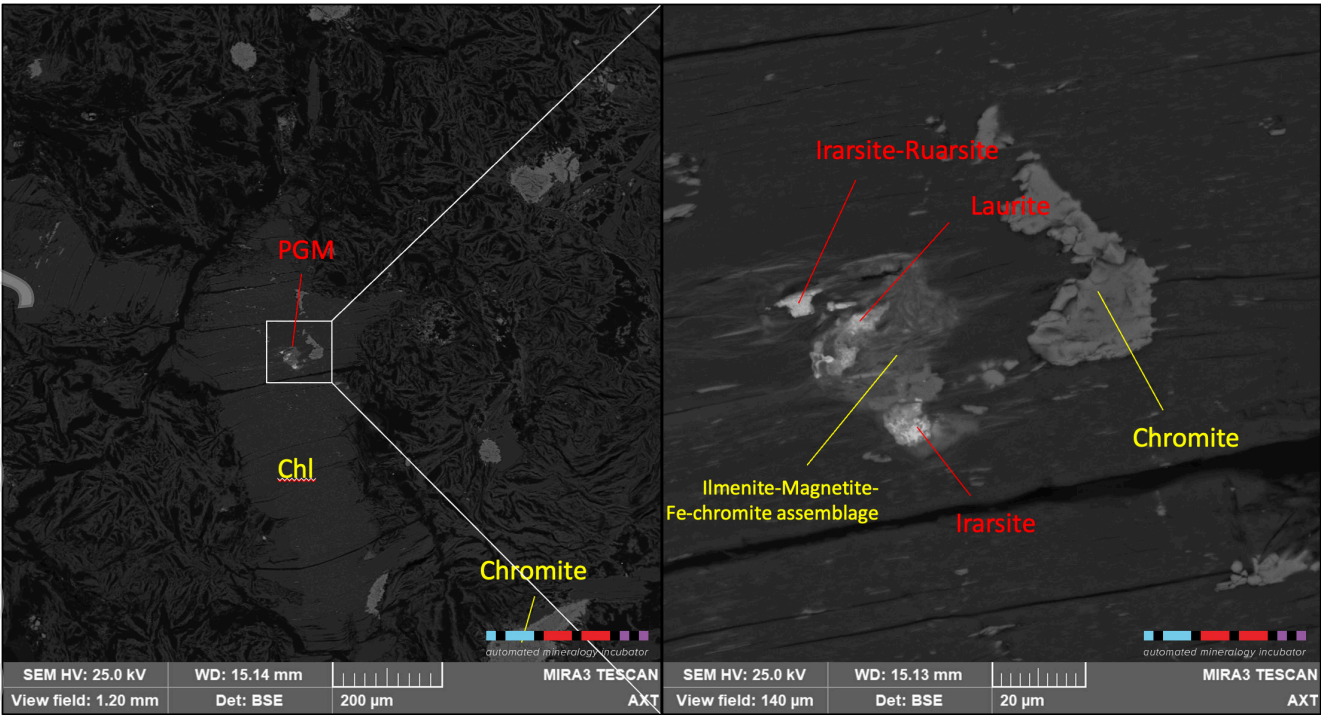 PGM
Chl
Chromite
automated mineralogy incubator
SEM HV: 25.0 kV
WD: 15.14 mm
MIRA3 TESCAN
View field: 1.20 mm
Det: BSE
200 µm
AXT
Irarsite-Ruarsite
Laurite
Chromite
Ilmenite-Magnetite-
Fe-chromite assemblage
Irarsite
automated mineralogy incubator
SEM HV: 25.0 kV
WD: 15.13 mm
MIRA3 TESCAN
View field: 140 µm
Det: BSE
20 µm
AXT